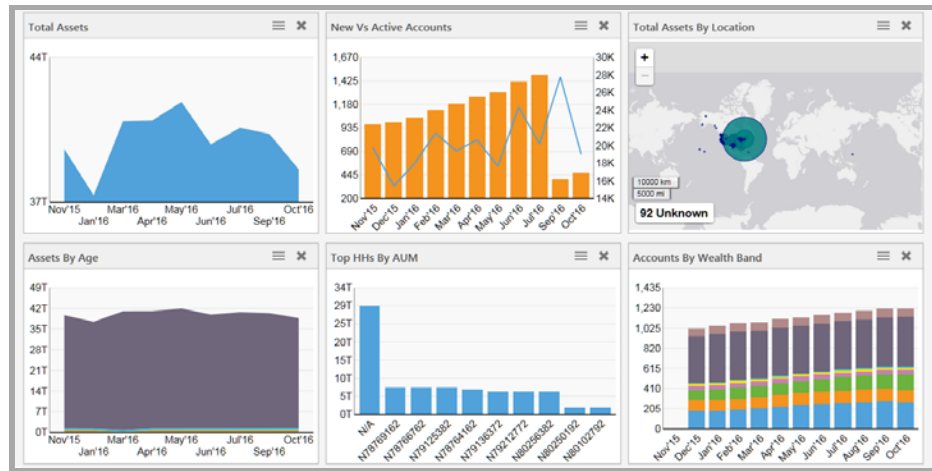 Total Assets
44T
37T
Nov'15
Mar'16
May'16
Jul'16
Oct'16
Jan'16
Apr'16
Jun'16
Sep'16
New Vs Active Accounts
1,670
1,425
1,180
935
690
445
200
30K
28K
26K
24K
22K
20K
18K
16K
14K
Nov'15
Dec'15
Jan'16
Feb'16
Mar'16
Apr'16
May'16
Jun'16
Jul'16
Sep'16
Oct'16
Total Assets By Location
+
−
10000 km
5000 mi
92 Unknown
Assets By Age
49T
42T
35T
28T
21T
14T
7T
0T
Nov'15
Mar'16
May'16
Jul'16
Oct'16
Jan'16
Apr'16
Jun'16
Sep'16
Top HHs By AUM
34T
29T
25T
20T
15T
10T
5T
0T
N/A
N78769162
N78766762
N79125382
N78764162
N79136372
N79212772
N80256382
N80250192
N80102792
Accounts By Wealth Band
1,435
1,230
1,025
820
615
410
205
0
Nov'15
Dec'15
Jan'16
Feb'16
Mar'16
Apr'16
May'16
Jun'16
Jul'16
Aug'16
Sep'16
Oct'16